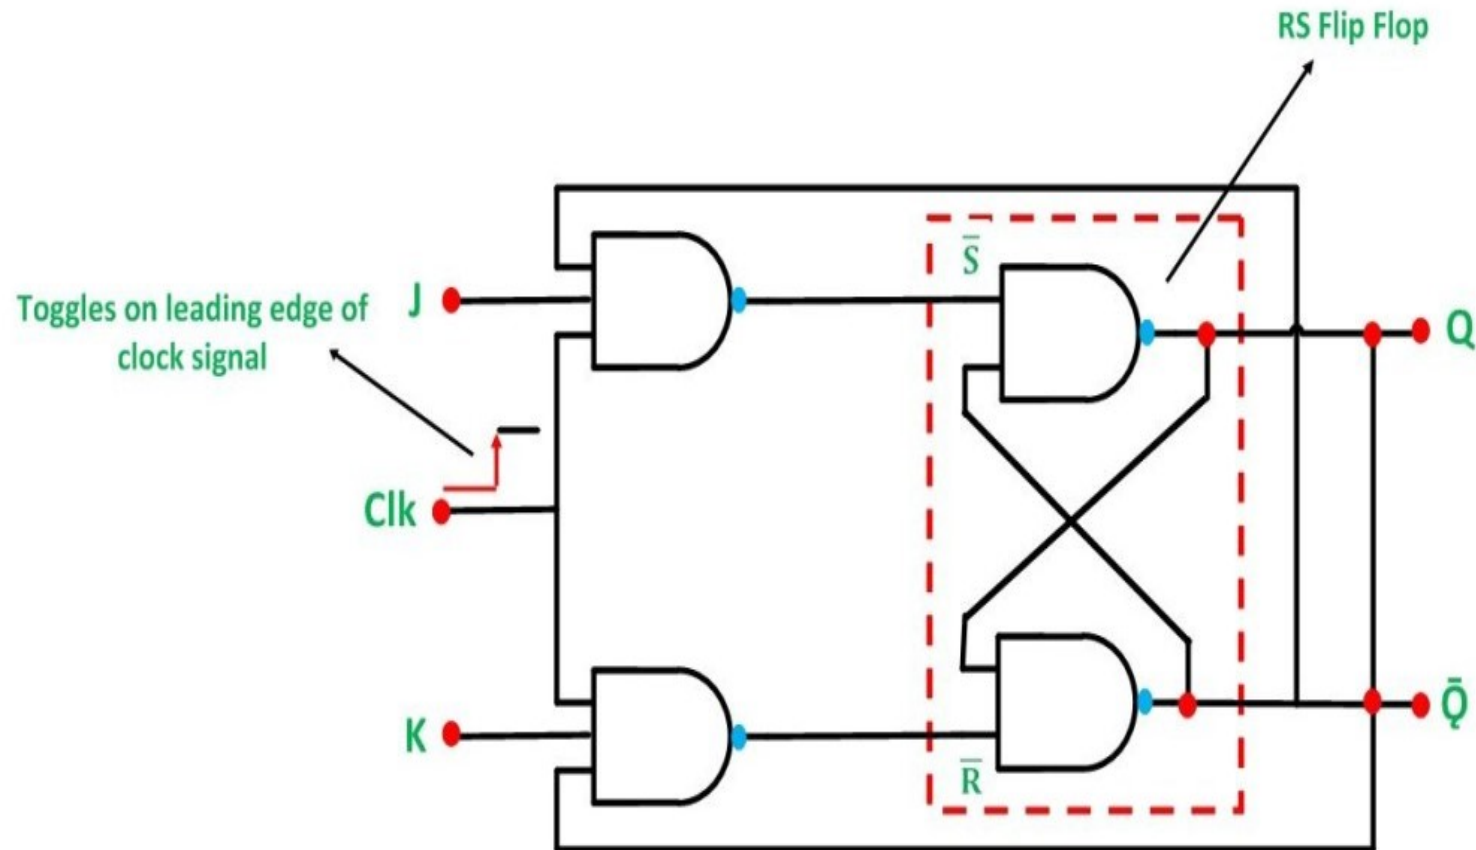 RS Flip Flop
S̅
J
Toggles on leading edge of
clock signal
Q
Clk
K
Q̄
R̅